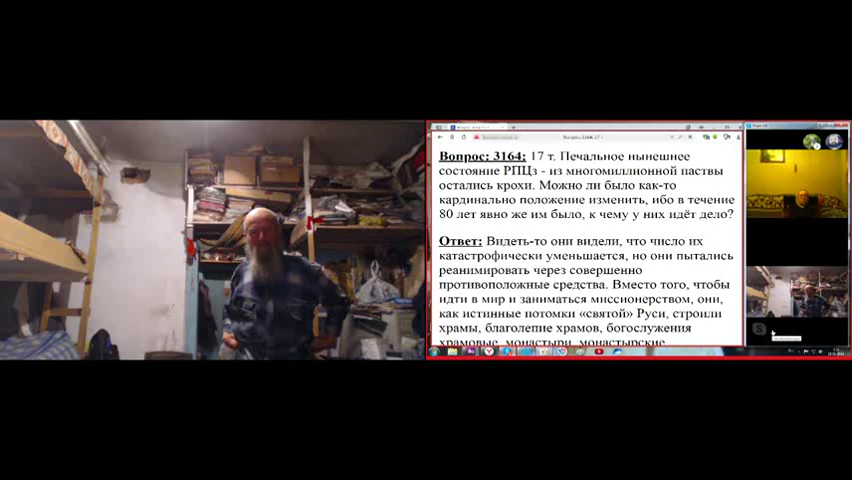 Вопрос: 3164: 17 т. Печальное нынешнее
состояние РПЦз - из многомиллионной паствы
остались крохи. Можно ли было как-то
кардинально положение изменить, ибо в течение
80 лет явно же им было, к чему у них идёт дело?
Ответ: Видеть-то они видели, что число их
катастрофически уменьшается, но они пытались
реанимировать через совершенно
противоположные средства. Вместо того, чтобы
идти в мир и заниматься миссионерством, они,
как истинные потомки «святой» Руси, строили
храмы, благолепие храмов, богослужения
храмовые, монастыри, монастырские